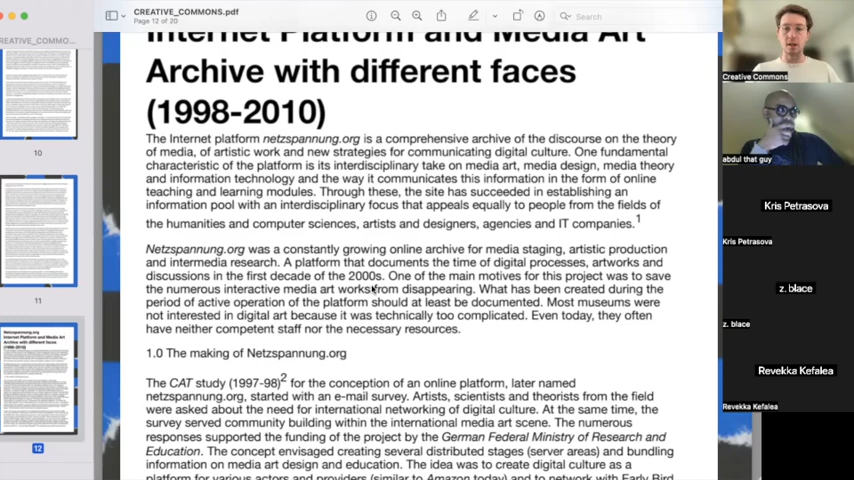 CREATIVE_COMMONS.pdf
Page 12 of 20
Search
CREATIVE_COMMO...
10
11
12
Internet Platform and Media Art
Archive with different faces
(1998-2010)
The Internet platform netzspannung.org is a comprehensive archive of the discourse on the theory
of media, of artistic work and new strategies for communicating digital culture. One fundamental
characteristic of the platform is its interdisciplinary take on media art, media design, media theory
and information technology and the way it communicates this information in the form of online
teaching and learning modules. Through these, the site has succeeded in establishing an
information pool with an interdisciplinary focus that appeals equally to people from the fields of
the humanities and computer sciences, artists and designers, agencies and IT companies.1
Netzspannung.org was a constantly growing online archive for media staging, artistic production
and intermedia research. A platform that documents the time of digital processes, artworks and
discussions in the first decade of the 2000s. One of the main motives for this project was to save
the numerous interactive media art works from disappearing. What has been created during the
period of active operation of the platform should at least be documented. Most museums were
not interested in digital art because it was technically too complicated. Even today, they often
have neither competent staff nor the necessary resources.
1.0 The making of Netzspannung.org
The CAT study (1997-98)2 for the conception of an online platform, later named
netzspannung.org, started with an e-mail survey. Artists, scientists and theorists from the field
were asked about the need for international networking of digital culture. At the same time, the
survey served community building within the international media art scene. The numerous
responses supported the funding of the project by the German Federal Ministry of Research and
Education. The concept envisaged creating several distributed stages (server areas) and bundling
information on media art design and education. The idea was to create digital culture as a
platform for various actors and providers (similar to Amazon today) and to network with Early Bird
Creative Commons
abdul that guy
Kris Petrasova
Kris Petrasova
z. blace
z. blace
Revekka Kefalea
Revekka Kefalea